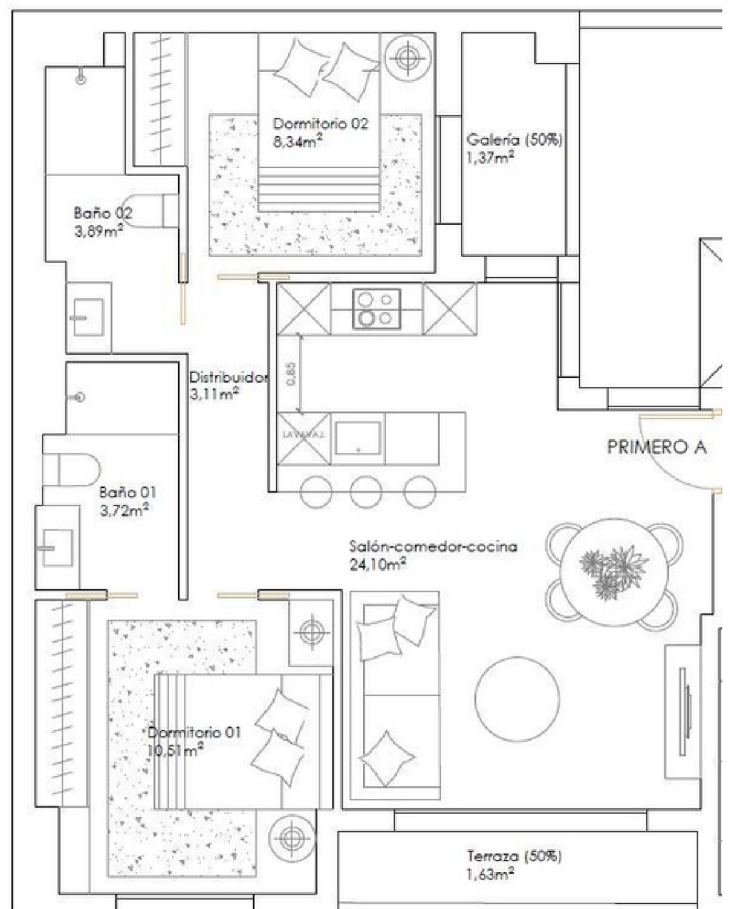 Dormitorio 02
8,34m²
Galería (50%)
1,37m²
Baño 02
3,89m²
Distribuidor
3,11m²
0,85
LAVAVAJ.
PRIMERO A
Baño 01
3,72m²
Salón-comedor-cocina
24,10m²
Dormitorio 01
10,51m²
Terraza (50%)
1,63m²